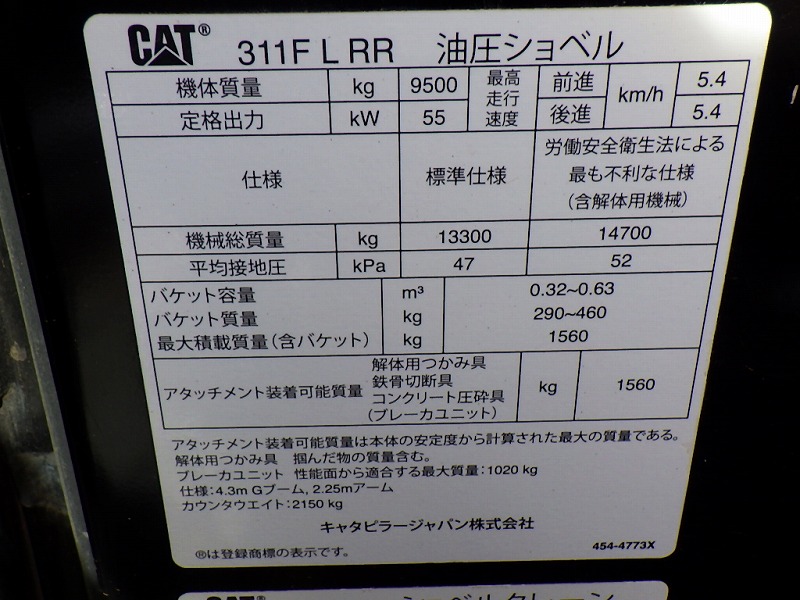 CAT® 311F L RR 油圧ショベル
機体質量 kg 9500 最高走行速度 前進 km/h 5.4
定格出力 kW 55 後進 5.4
仕様 標準仕様 労働安全衛生法による
最も不利な仕様
(含解体用機械)
機械総質量 kg 13300 14700
平均接地圧 kPa 47 52
バケット容量 m³ 0.32~0.63
バケット質量 kg 290~460
最大積載質量(含バケット) kg 1560
アタッチメント装着可能質量 解体用つかみ具 kg 1560
鉄骨切断具
コンクリート圧砕具
(ブレーカユニット)
アタッチメント装着可能質量は本体の安定度から計算された最大の質量である。
解体用つかみ具 掴んだ物の質量含む。
ブレーカユニット 性能面から適合する最大質量:1020 kg
仕様:4.3m Gブーム, 2.25mアーム
カウンタウエイト:2150 kg
キャタピラージャパン株式会社
®は登録商標の表示です。 454-4773X
CAT ショベルクレーン